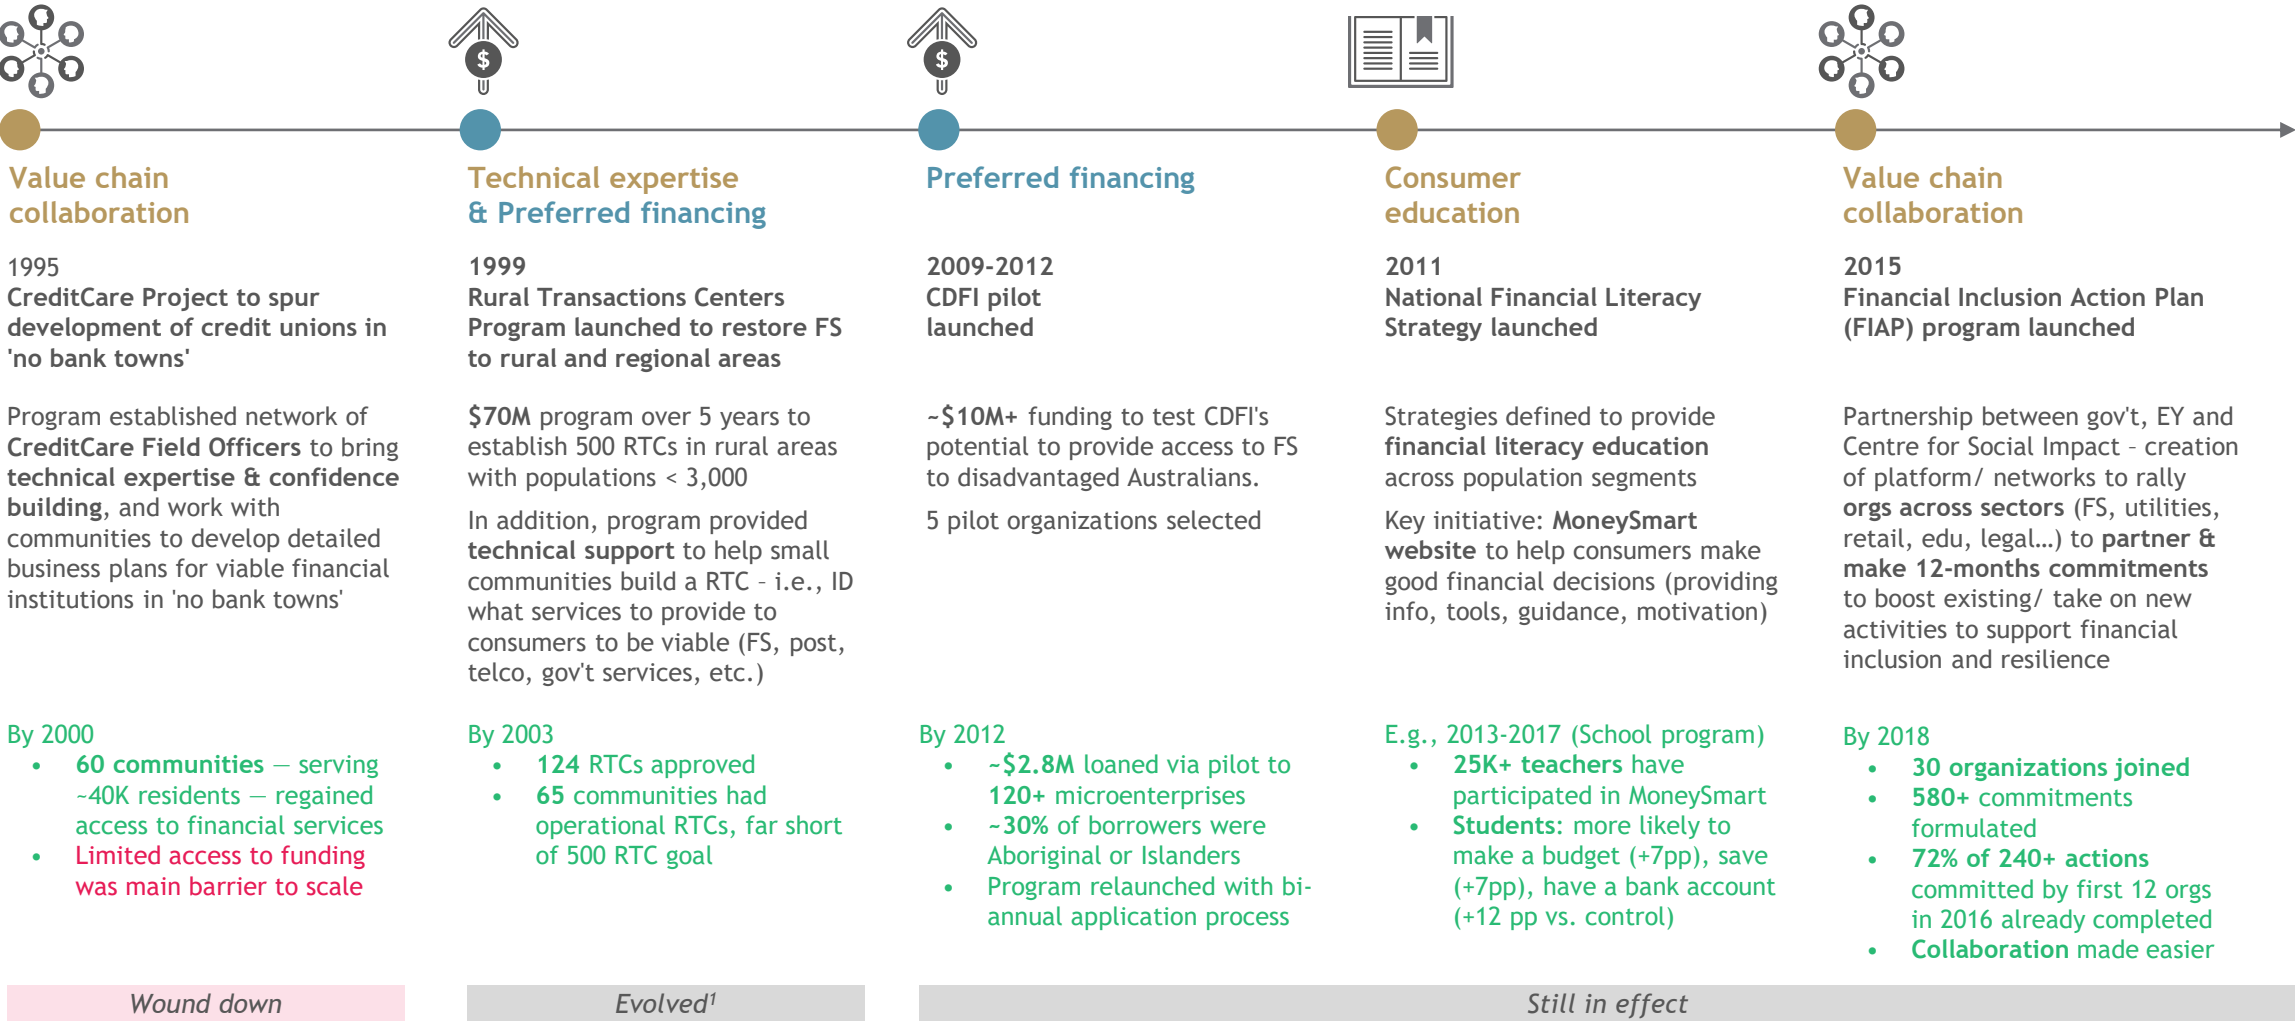 $
$
Value chain
collaboration
1995
CreditCare Project to spur
development of credit unions in
'no bank towns'
Program established network of
CreditCare Field Officers to bring
technical expertise & confidence
building, and work with
communities to develop detailed
business plans for viable financial
institutions in 'no bank towns'
By 2000
• 60 communities — serving
~40K residents — regained
access to financial services
• Limited access to funding
was main barrier to scale
Wound down
Technical expertise
& Preferred financing
1999
Rural Transactions Centers
Program launched to restore FS
to rural and regional areas
$70M program over 5 years to
establish 500 RTCs in rural areas
with populations < 3,000
In addition, program provided
technical support to help small
communities build a RTC – i.e., ID
what services to provide to
consumers to be viable (FS, post,
telco, gov't services, etc.)
By 2003
• 124 RTCs approved
• 65 communities had
operational RTCs, far short
of 500 RTC goal
Evolved¹
Preferred financing
2009-2012
CDFI pilot
launched
~$10M+ funding to test CDFI's
potential to provide access to FS
to disadvantaged Australians.
5 pilot organizations selected
By 2012
• ~$2.8M loaned via pilot to
120+ microenterprises
• ~30% of borrowers were
Aboriginal or Islanders
• Program relaunched with bi-
annual application process
Consumer
education
2011
National Financial Literacy
Strategy launched
Strategies defined to provide
financial literacy education
across population segments
Key initiative: MoneySmart
website to help consumers make
good financial decisions (providing
info, tools, guidance, motivation)
E.g., 2013-2017 (School program)
• 25K+ teachers have
participated in MoneySmart
• Students: more likely to
make a budget (+7pp), save
(+7pp), have a bank account
(+12 pp vs. control)
Value chain
collaboration
2015
Financial Inclusion Action Plan
(FIAP) program launched
Partnership between gov't, EY and
Centre for Social Impact – creation
of platform/ networks to rally
orgs across sectors (FS, utilities,
retail, edu, legal…) to partner &
make 12-months commitments
to boost existing/ take on new
activities to support financial
inclusion and resilience
By 2018
• 30 organizations joined
• 580+ commitments
formulated
• 72% of 240+ actions
committed by first 12 orgs
in 2016 already completed
• Collaboration made easier
Still in effect